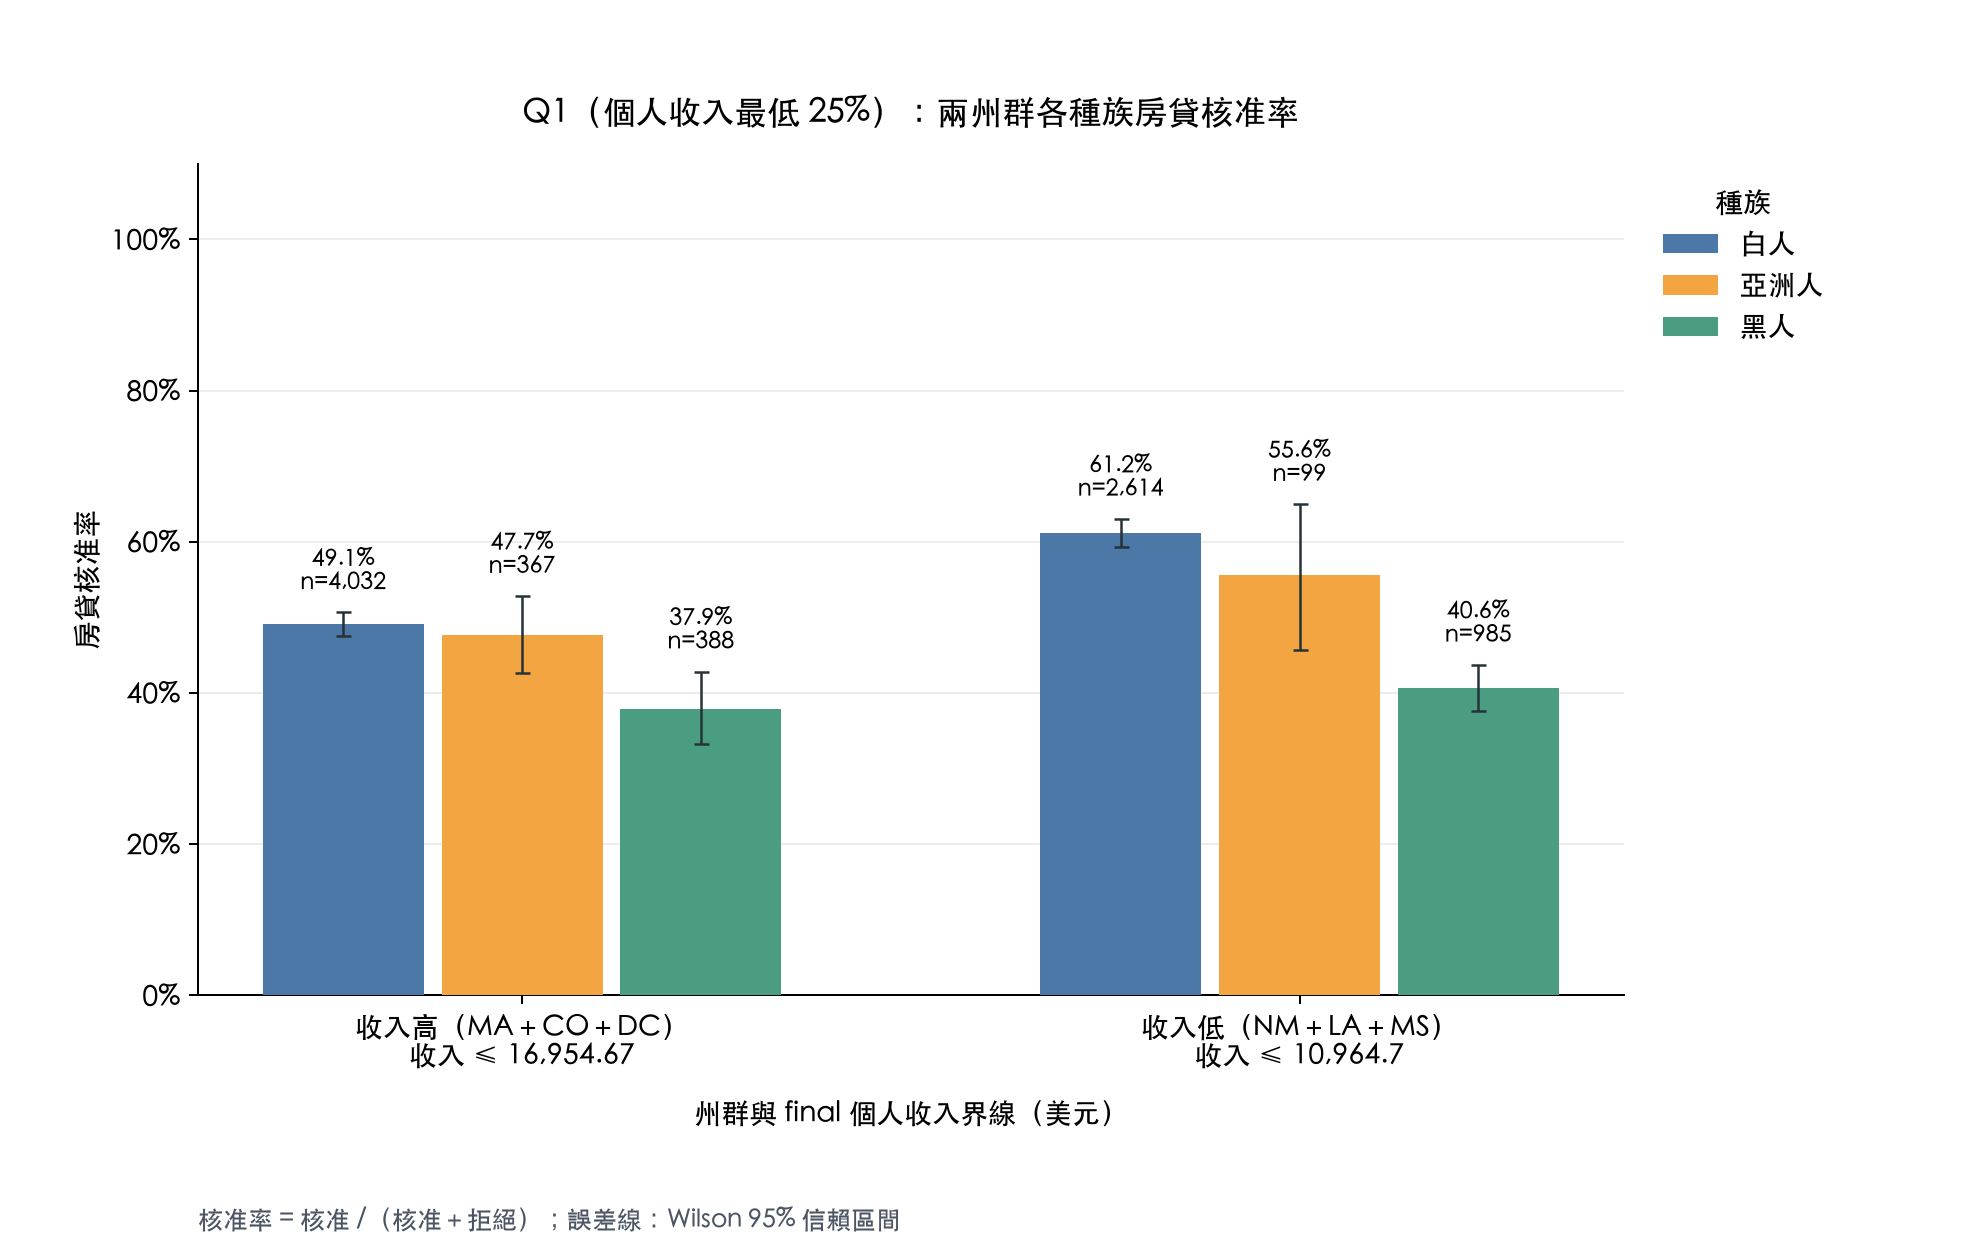 Q1（個人收入最低 25%）：兩州群各種族房貸核准率
種族
白人
亞洲人
黑人
房貸核准率
100%
80%
60%
40%
20%
0%
49.1%
n=4,032
47.7%
n=367
37.9%
n=388
61.2%
n=2,614
55.6%
n=99
40.6%
n=985
收入高（MA＋CO＋DC）
收入 ≤ 16,954.67
收入低（NM＋LA＋MS）
收入 ≤ 10,964.7
州群與 final 個人收入界線（美元）
核准率 = 核准 /（核准＋拒絕）；誤差線：Wilson 95% 信賴區間